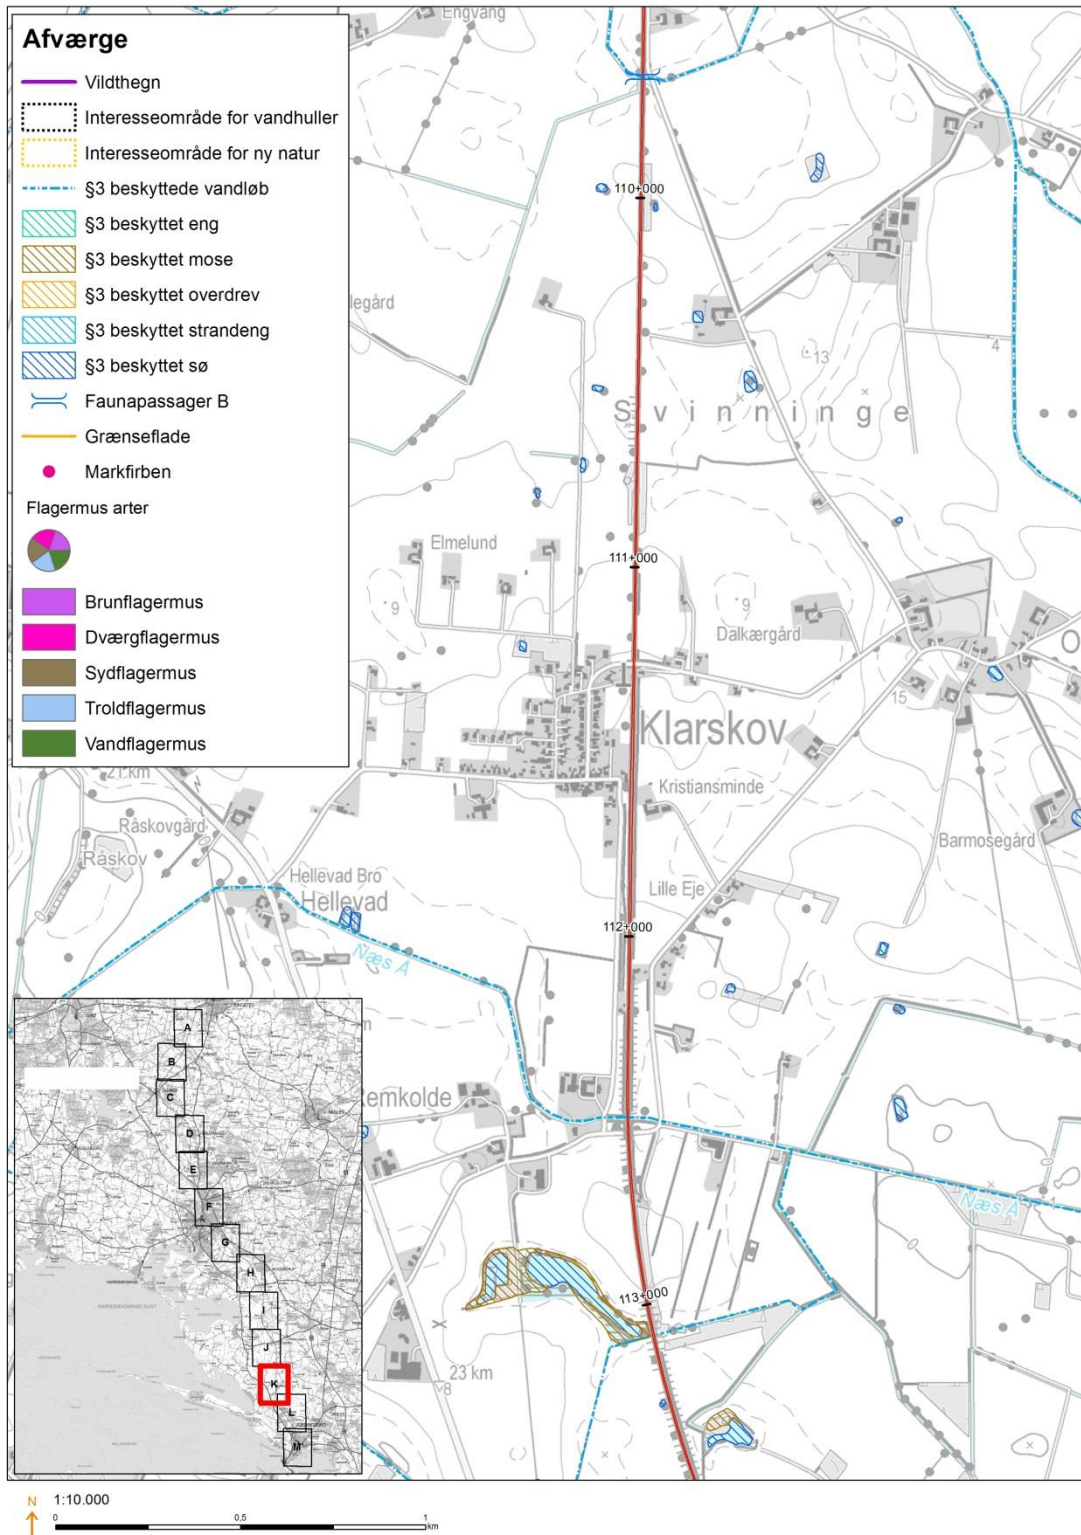 Afværge
Vildthegn
Interesseområde for vandhuller
Interesseområde for ny natur
§3 beskyttede vandløb
§3 beskyttet eng
§3 beskyttet mose
§3 beskyttet overdrev
§3 beskyttet strandeng
§3 beskyttet sø
Faunapassager B
Grænseflade
Markfirben
Flagermus arter
Brunflagermus
Dværgflagermus
Sydflagermus
Troldflagermus
Vandflagermus
Engvang
110+000
legård
13
4
Svinninge
Elmelund
111+000
9
9
Dalkærgård
O
15
Klarskov
Kristiansminde
21 km
Råskovgård
Råskov
Barmosegård
Hellevad Bro
Hellevad
Lille Eje
112+000
Næs Å
emkolde
1
Næs Å
113+000
23 km
8
A
B
C
D
E
F
G
H
I
J
K
L
M
N
1:10.000
0
0,5
1
km